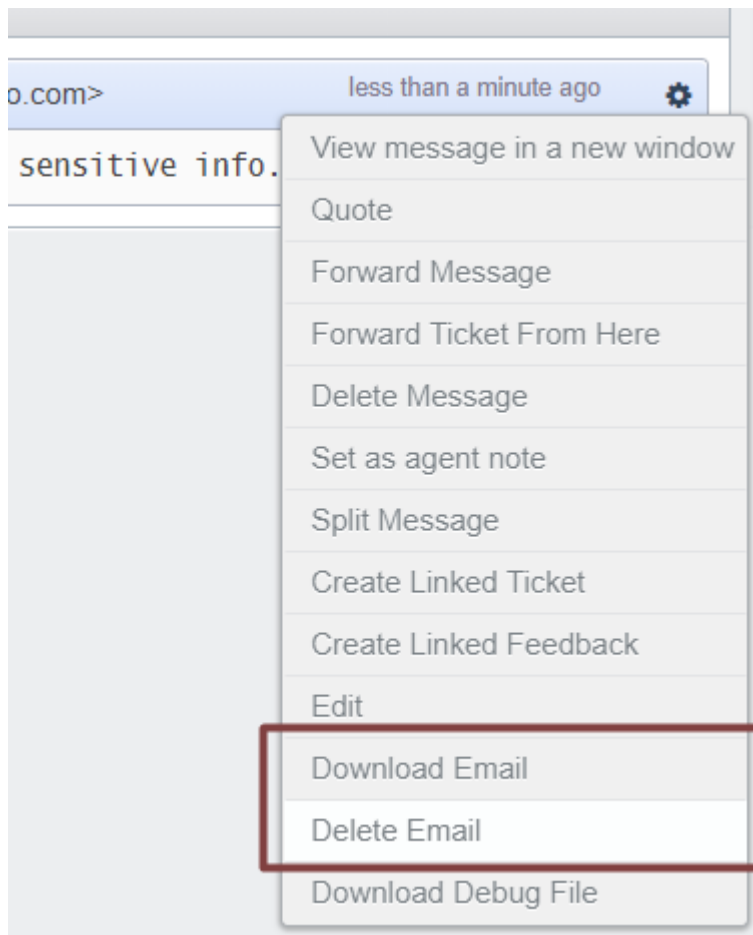 o.com>
less than a minute ago
sensitive info.
View message in a new window
Quote
Forward Message
Forward Ticket From Here
Delete Message
Set as agent note
Split Message
Create Linked Ticket
Create Linked Feedback
Edit
Download Email
Delete Email
Download Debug File